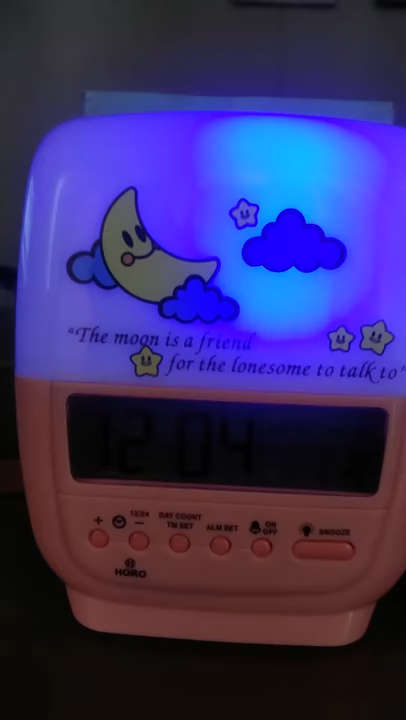 "The moon is a friend
for the lonesome to talk to"
12 04
12/24 DAY COUNT ON
+ - TM SET ALM SET OFF SNOOZE
HORO